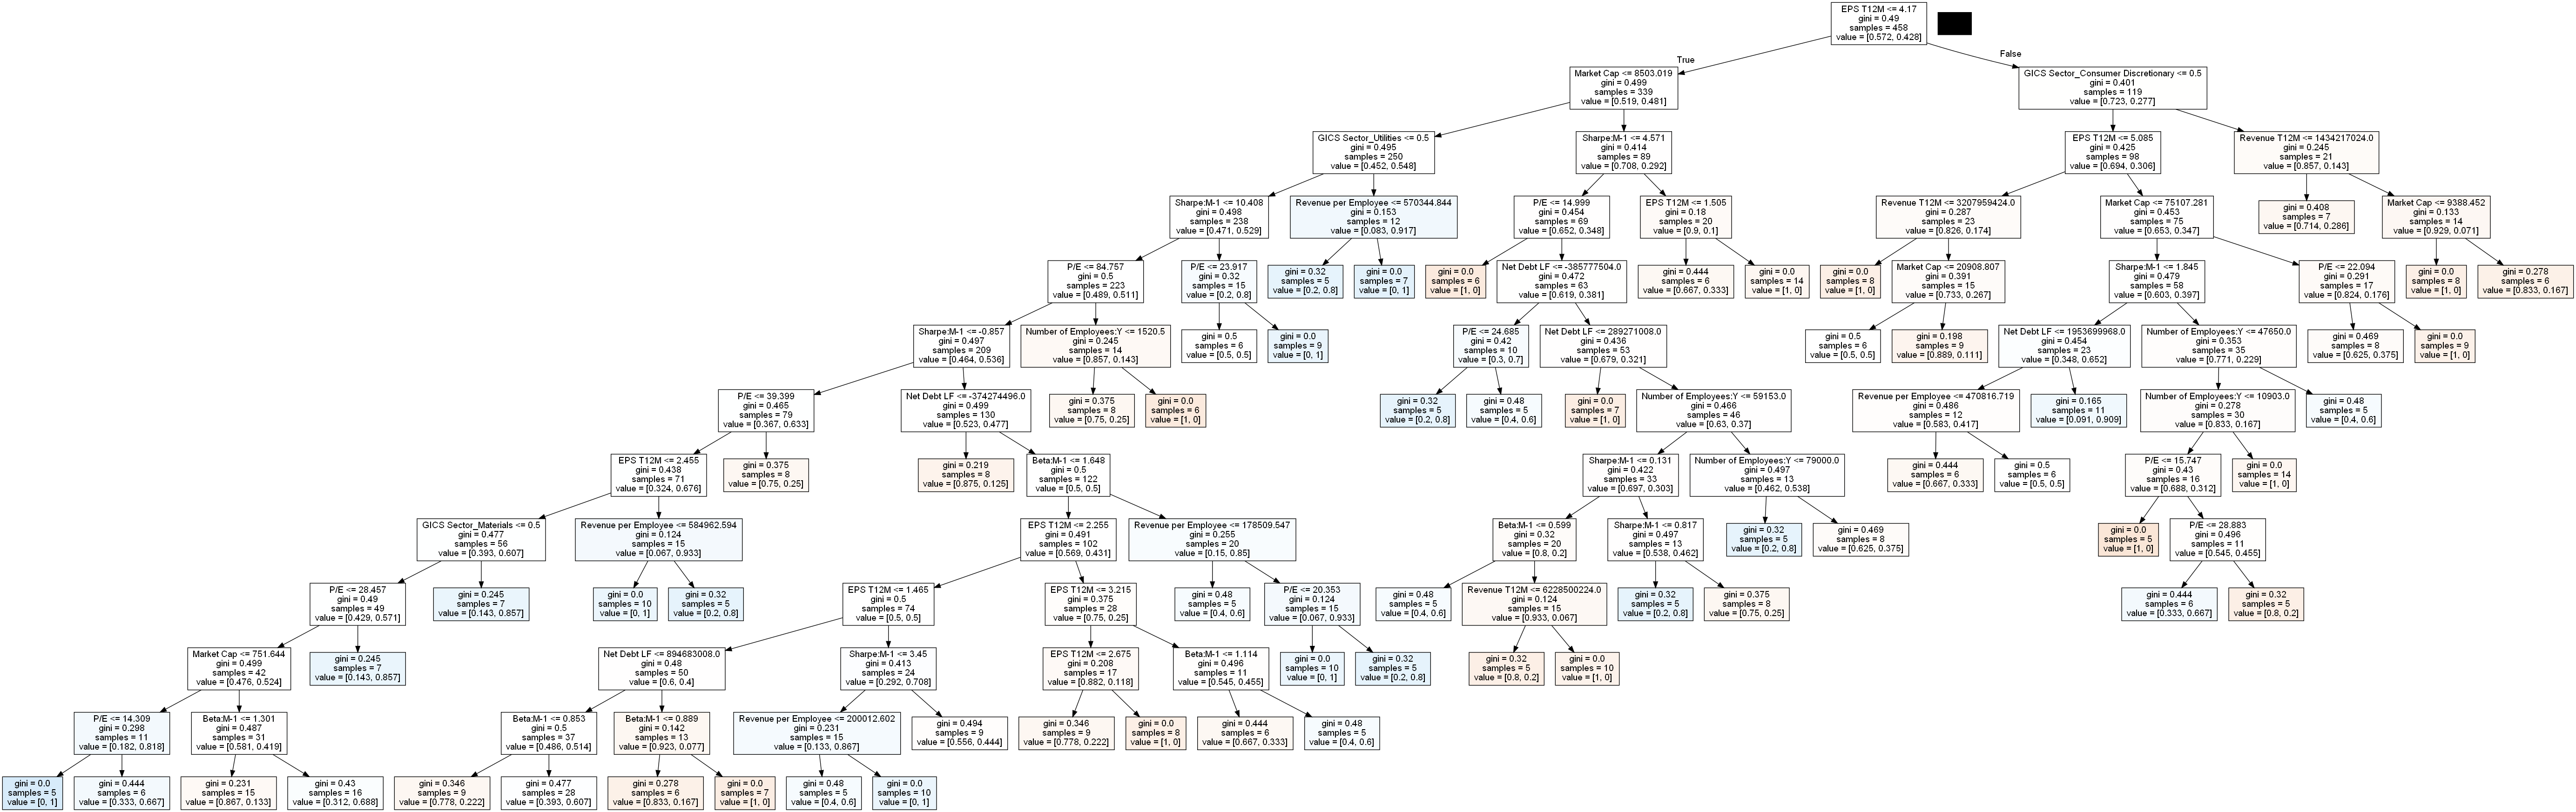 EPS T12M <= 4.17
gini = 0.49
samples = 458
value = [0.572, 0.428]
True
False
Market Cap <= 8503.019
gini = 0.499
samples = 339
value = [0.519, 0.481]
GICS Sector_Consumer Discretionary <= 0.5
gini = 0.401
samples = 119
value = [0.723, 0.277]
GICS Sector_Utilities <= 0.5
gini = 0.495
samples = 250
value = [0.452, 0.548]
Sharpe:M-1 <= 4.571
gini = 0.414
samples = 89
value = [0.708, 0.292]
EPS T12M <= 5.085
gini = 0.425
samples = 98
value = [0.694, 0.306]
Revenue T12M <= 1434217024.0
gini = 0.245
samples = 21
value = [0.857, 0.143]
Sharpe:M-1 <= 10.408
gini = 0.498
samples = 238
value = [0.471, 0.529]
Revenue per Employee <= 570344.844
gini = 0.153
samples = 12
value = [0.083, 0.917]
P/E <= 14.999
gini = 0.454
samples = 69
value = [0.652, 0.348]
EPS T12M <= 1.505
gini = 0.18
samples = 20
value = [0.9, 0.1]
Revenue T12M <= 3207959424.0
gini = 0.287
samples = 23
value = [0.826, 0.174]
Market Cap <= 75107.281
gini = 0.453
samples = 75
value = [0.653, 0.347]
gini = 0.408
samples = 7
value = [0.714, 0.286]
Market Cap <= 9388.452
gini = 0.133
samples = 14
value = [0.929, 0.071]
P/E <= 84.757
gini = 0.5
samples = 223
value = [0.489, 0.511]
P/E <= 23.917
gini = 0.32
samples = 15
value = [0.2, 0.8]
gini = 0.32
samples = 5
value = [0.2, 0.8]
gini = 0.0
samples = 7
value = [0, 1]
gini = 0.0
samples = 6
value = [1, 0]
Net Debt LF <= -385777504.0
gini = 0.472
samples = 63
value = [0.619, 0.381]
gini = 0.444
samples = 6
value = [0.667, 0.333]
gini = 0.0
samples = 14
value = [1, 0]
gini = 0.0
samples = 8
value = [1, 0]
Market Cap <= 20908.807
gini = 0.391
samples = 15
value = [0.733, 0.267]
Sharpe:M-1 <= 1.845
gini = 0.479
samples = 58
value = [0.603, 0.397]
P/E <= 22.094
gini = 0.291
samples = 17
value = [0.824, 0.176]
gini = 0.0
samples = 8
value = [1, 0]
gini = 0.278
samples = 6
value = [0.833, 0.167]
Sharpe:M-1 <= -0.857
gini = 0.497
samples = 209
value = [0.464, 0.536]
Number of Employees:Y <= 1520.5
gini = 0.245
samples = 14
value = [0.857, 0.143]
gini = 0.5
samples = 6
value = [0.5, 0.5]
gini = 0.0
samples = 9
value = [0, 1]
P/E <= 24.685
gini = 0.42
samples = 10
value = [0.3, 0.7]
Net Debt LF <= 289271008.0
gini = 0.436
samples = 53
value = [0.679, 0.321]
gini = 0.5
samples = 6
value = [0.5, 0.5]
gini = 0.198
samples = 9
value = [0.889, 0.111]
Net Debt LF <= 1953699968.0
gini = 0.454
samples = 23
value = [0.348, 0.652]
Number of Employees:Y <= 47650.0
gini = 0.353
samples = 35
value = [0.771, 0.229]
gini = 0.469
samples = 8
value = [0.625, 0.375]
gini = 0.0
samples = 9
value = [1, 0]
P/E <= 39.399
gini = 0.465
samples = 79
value = [0.367, 0.633]
Net Debt LF <= -374274496.0
gini = 0.499
samples = 130
value = [0.523, 0.477]
gini = 0.375
samples = 8
value = [0.75, 0.25]
gini = 0.0
samples = 6
value = [1, 0]
gini = 0.32
samples = 5
value = [0.2, 0.8]
gini = 0.48
samples = 5
value = [0.4, 0.6]
gini = 0.0
samples = 7
value = [1, 0]
Number of Employees:Y <= 59153.0
gini = 0.466
samples = 46
value = [0.63, 0.37]
Revenue per Employee <= 470816.719
gini = 0.486
samples = 12
value = [0.583, 0.417]
gini = 0.165
samples = 11
value = [0.091, 0.909]
Number of Employees:Y <= 10903.0
gini = 0.278
samples = 30
value = [0.833, 0.167]
gini = 0.48
samples = 5
value = [0.4, 0.6]
EPS T12M <= 2.455
gini = 0.438
samples = 71
value = [0.324, 0.676]
gini = 0.375
samples = 8
value = [0.75, 0.25]
gini = 0.219
samples = 8
value = [0.875, 0.125]
Beta:M-1 <= 1.648
gini = 0.5
samples = 122
value = [0.5, 0.5]
Sharpe:M-1 <= 0.131
gini = 0.422
samples = 33
value = [0.697, 0.303]
Number of Employees:Y <= 79000.0
gini = 0.497
samples = 13
value = [0.462, 0.538]
gini = 0.444
samples = 6
value = [0.667, 0.333]
gini = 0.5
samples = 6
value = [0.5, 0.5]
P/E <= 15.747
gini = 0.43
samples = 16
value = [0.688, 0.312]
gini = 0.0
samples = 14
value = [1, 0]
GICS Sector_Materials <= 0.5
gini = 0.477
samples = 56
value = [0.393, 0.607]
Revenue per Employee <= 584962.594
gini = 0.124
samples = 15
value = [0.067, 0.933]
EPS T12M <= 2.255
gini = 0.491
samples = 102
value = [0.569, 0.431]
Revenue per Employee <= 178509.547
gini = 0.255
samples = 20
value = [0.15, 0.85]
Beta:M-1 <= 0.599
gini = 0.32
samples = 20
value = [0.8, 0.2]
Sharpe:M-1 <= 0.817
gini = 0.497
samples = 13
value = [0.538, 0.462]
gini = 0.32
samples = 5
value = [0.2, 0.8]
gini = 0.469
samples = 8
value = [0.625, 0.375]
gini = 0.0
samples = 5
value = [1, 0]
P/E <= 28.883
gini = 0.496
samples = 11
value = [0.545, 0.455]
P/E <= 28.457
gini = 0.49
samples = 49
value = [0.429, 0.571]
gini = 0.245
samples = 7
value = [0.143, 0.857]
gini = 0.0
samples = 10
value = [0, 1]
gini = 0.32
samples = 5
value = [0.2, 0.8]
EPS T12M <= 1.465
gini = 0.5
samples = 74
value = [0.5, 0.5]
EPS T12M <= 3.215
gini = 0.375
samples = 28
value = [0.75, 0.25]
gini = 0.48
samples = 5
value = [0.4, 0.6]
P/E <= 20.353
gini = 0.124
samples = 15
value = [0.067, 0.933]
gini = 0.48
samples = 5
value = [0.4, 0.6]
Revenue T12M <= 6228500224.0
gini = 0.124
samples = 15
value = [0.933, 0.067]
gini = 0.32
samples = 5
value = [0.2, 0.8]
gini = 0.375
samples = 8
value = [0.75, 0.25]
gini = 0.444
samples = 6
value = [0.333, 0.667]
gini = 0.32
samples = 5
value = [0.8, 0.2]
Market Cap <= 751.644
gini = 0.499
samples = 42
value = [0.476, 0.524]
gini = 0.245
samples = 7
value = [0.143, 0.857]
Net Debt LF <= 894683008.0
gini = 0.48
samples = 50
value = [0.6, 0.4]
Sharpe:M-1 <= 3.45
gini = 0.413
samples = 24
value = [0.292, 0.708]
EPS T12M <= 2.675
gini = 0.208
samples = 17
value = [0.882, 0.118]
Beta:M-1 <= 1.114
gini = 0.496
samples = 11
value = [0.545, 0.455]
gini = 0.0
samples = 10
value = [0, 1]
gini = 0.32
samples = 5
value = [0.2, 0.8]
gini = 0.32
samples = 5
value = [0.8, 0.2]
gini = 0.0
samples = 10
value = [1, 0]
P/E <= 14.309
gini = 0.298
samples = 11
value = [0.182, 0.818]
Beta:M-1 <= 1.301
gini = 0.487
samples = 31
value = [0.581, 0.419]
Beta:M-1 <= 0.853
gini = 0.5
samples = 37
value = [0.486, 0.514]
Beta:M-1 <= 0.889
gini = 0.142
samples = 13
value = [0.923, 0.077]
Revenue per Employee <= 200012.602
gini = 0.231
samples = 15
value = [0.133, 0.867]
gini = 0.494
samples = 9
value = [0.556, 0.444]
gini = 0.346
samples = 9
value = [0.778, 0.222]
gini = 0.0
samples = 8
value = [1, 0]
gini = 0.444
samples = 6
value = [0.667, 0.333]
gini = 0.48
samples = 5
value = [0.4, 0.6]
gini = 0.0
samples = 5
value = [0, 1]
gini = 0.444
samples = 6
value = [0.333, 0.667]
gini = 0.231
samples = 15
value = [0.867, 0.133]
gini = 0.43
samples = 16
value = [0.312, 0.688]
gini = 0.346
samples = 9
value = [0.778, 0.222]
gini = 0.477
samples = 28
value = [0.393, 0.607]
gini = 0.278
samples = 6
value = [0.833, 0.167]
gini = 0.0
samples = 7
value = [1, 0]
gini = 0.48
samples = 5
value = [0.4, 0.6]
gini = 0.0
samples = 10
value = [0, 1]